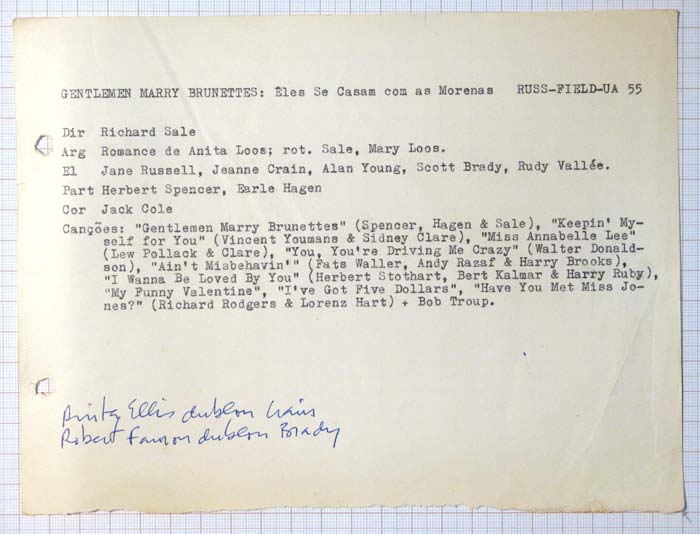 GENTLEMEN MARRY BRUNETTES: Êles Se Casam com as Morenas RUSS-FIELD-UA 55
Dir Richard Sale
Arg Romance de Anita Loos; rot. Sale, Mary Loos.
El Jane Russell, Jeanne Crain, Alan Young, Scott Brady, Rudy Vallée.
Part Herbert Spencer, Earle Hagen
Cor Jack Cole
Canções: "Gentlemen Marry Brunettes" (Spencer, Hagen & Sale), "Keepin' My-
self for You" (Vincent Youmans & Sidney Clare), "Miss Annabelle Lee"
(Lew Pollack & Clare), "You, You're Driving Me Crazy" (Walter Donald-
son), "Ain't Misbehavin'" (Fats Waller, Andy Razaf & Harry Brooks),
"I Wanna Be Loved By You" (Herbert Stothart, Bert Kalmar & Harry Ruby),
"My Funny Valentine", "I've Got Five Dollars", "Have You Met Miss Jo-
nes?" (Richard Rodgers & Lorenz Hart) + Bob Troup.
Anita Ellis dublou Crain
Robert Farnon dublou Brady